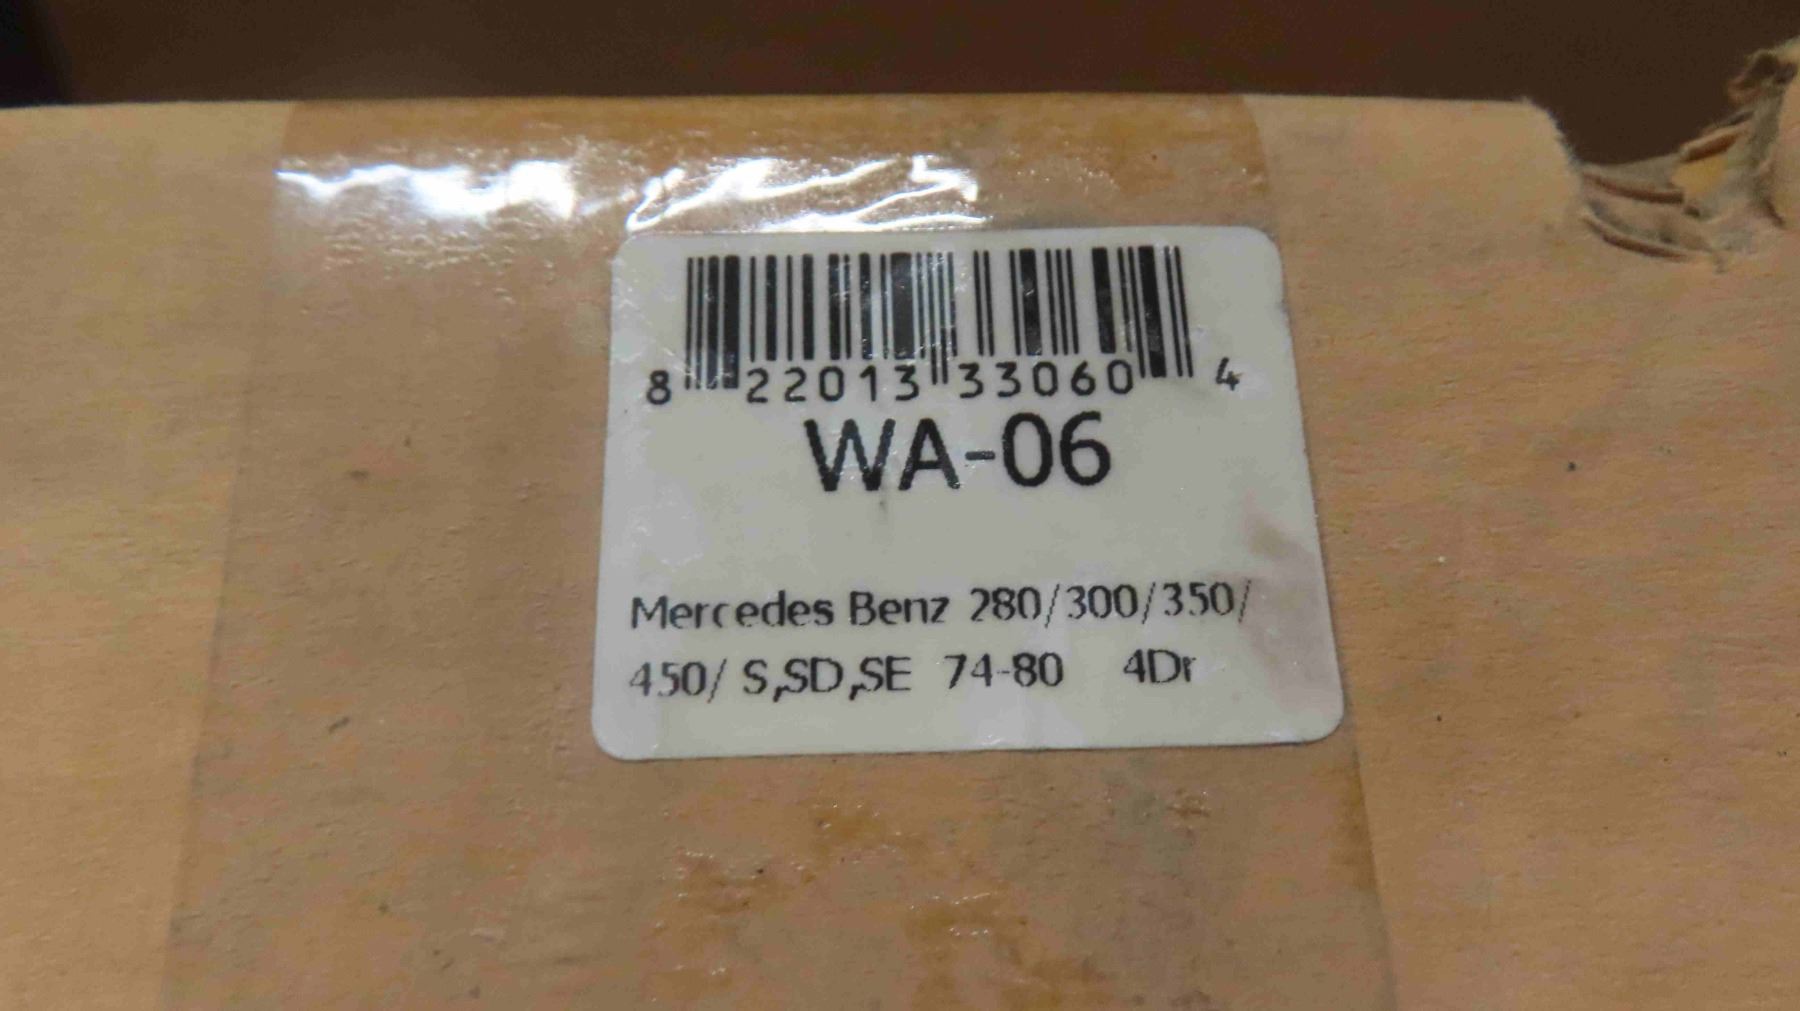 8 22013 33060 4
WA-06
Mercedes Benz 280/300/350/
450/ S,SD,SE 74-80 4Dr